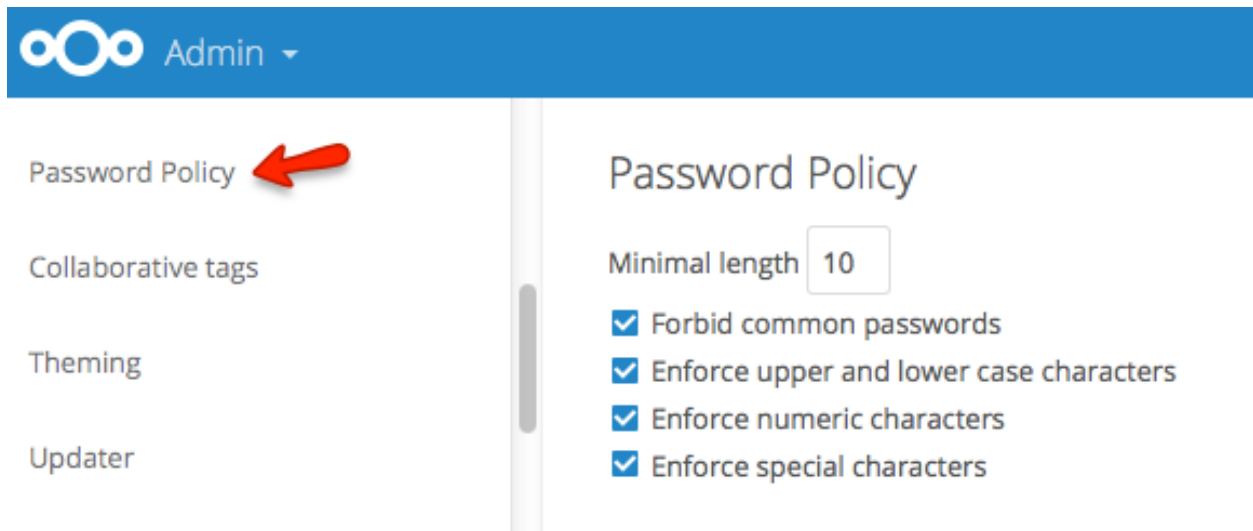 Admin
Password Policy
Collaborative tags
Theming
Updater
Password Policy
Minimal length 10
Forbid common passwords
Enforce upper and lower case characters
Enforce numeric characters
Enforce special characters